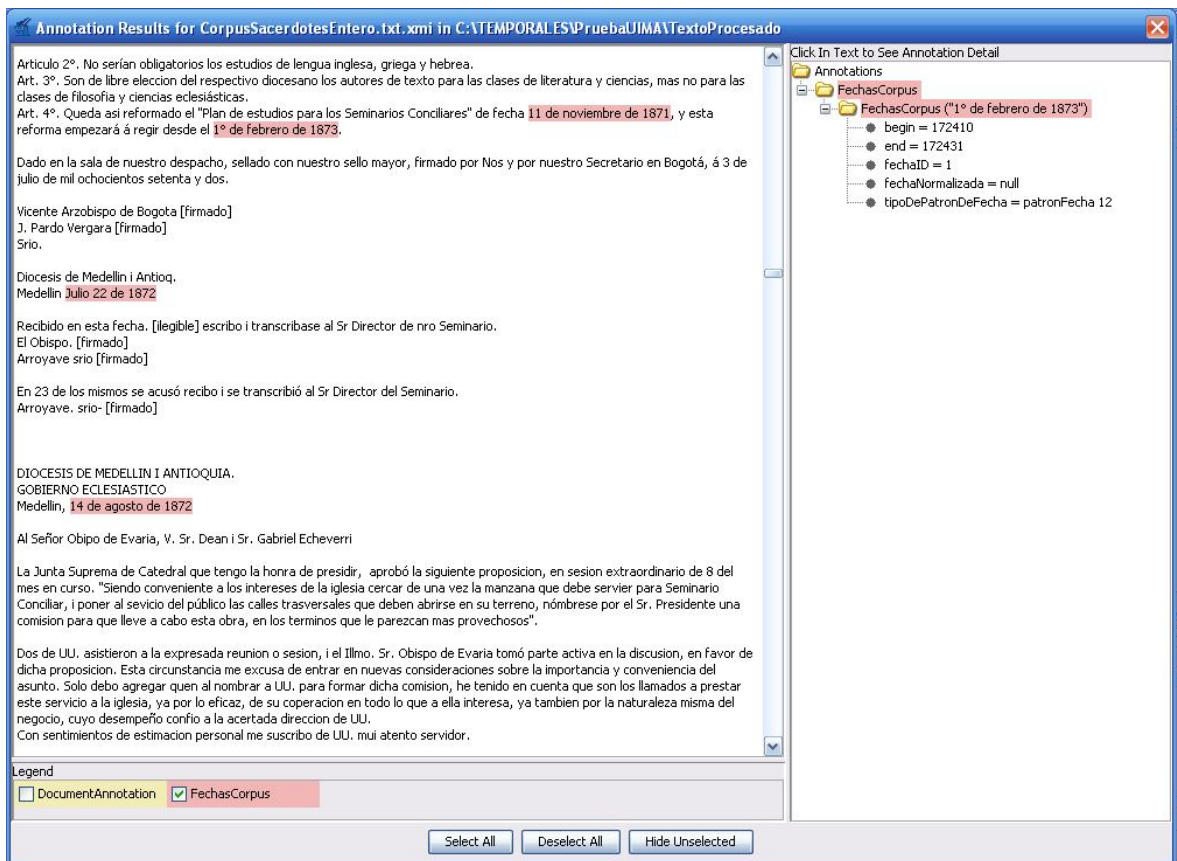 Annotation Results for CorpusSacerdotesEntero.txt.xmi in C:\TEMPORALES\PruebaUIMA\TextoProcesado
Articulo 2°. No serían obligatorios los estudios de lengua inglesa, griega y hebrea.
Art. 3°. Son de libre eleccion del respectivo diocesano los autores de texto para las clases de literatura y ciencias, mas no para las
clases de filosofia y ciencias eclesiásticas.
Art. 4°. Queda asi reformado el "Plan de estudios para los Seminarios Conciliares" de fecha 11 de noviembre de 1871, y esta
reforma empezará á regir desde el 1° de febrero de 1873.
Dado en la sala de nuestro despacho, sellado con nuestro sello mayor, firmado por Nos y por nuestro Secretario en Bogotá, á 3 de
julio de mil ochocientos setenta y dos.
Vicente Arzobispo de Bogota [firmado]
J. Pardo Vergara [firmado]
Srio.
Diocesis de Medellin i Antioq.
Medellin Julio 22 de 1872
Recibido en esta fecha. [ilegible] escribo i transcribase al Sr Director de nro Seminario.
El Obispo. [firmado]
Arroyave srio [firmado]
En 23 de los mismos se acusó recibo i se transcribió al Sr Director del Seminario.
Arroyave. srio- [firmado]
DIOCESIS DE MEDELLIN I ANTIOQUIA.
GOBIERNO ECLESIASTICO
Medellin, 14 de agosto de 1872
Al Señor Obipo de Evaria, V. Sr. Dean i Sr. Gabriel Echeverri
La Junta Suprema de Catedral que tengo la honra de presidir, aprobó la siguiente proposicion, en sesion extraordinario de 8 del
mes en curso. "Siendo conveniente a los intereses de la iglesia cercar de una vez la manzana que debe servier para Seminario
Conciliar, i poner al sevicio del público las calles trasversales que deben abrirse en su terreno, nómbrese por el Sr. Presidente una
comision para que lleve a cabo esta obra, en los terminos que le parezcan mas provechosos".
Dos de UU. asistieron a la expresada reunion o sesion, i el Illmo. Sr. Obispo de Evaria tomó parte activa en la discusion, en favor de
dicha proposicion. Esta circunstancia me excusa de entrar en nuevas consideraciones sobre la importancia y conveniencia del
asunto. Solo debo agregar quen al nombrar a UU. para formar dicha comision, he tenido en cuenta que son los llamados a prestar
este servicio a la iglesia, ya por lo eficaz, de su coperacion en todo lo que a ella interesa, ya tambien por la naturaleza misma del
negocio, cuyo desempeño confio a la acertada direccion de UU.
Con sentimientos de estimacion personal me suscribo de UU. mui atento servidor.
Click In Text to See Annotation Detail
Annotations
FechasCorpus
FechasCorpus ("1° de febrero de 1873")
begin = 172410
end = 172431
fechaID = 1
fechaNormalizada = null
tipoDePatronDeFecha = patronFecha 12
Legend
DocumentAnnotation
FechasCorpus
Select All
Deselect All
Hide Unselected